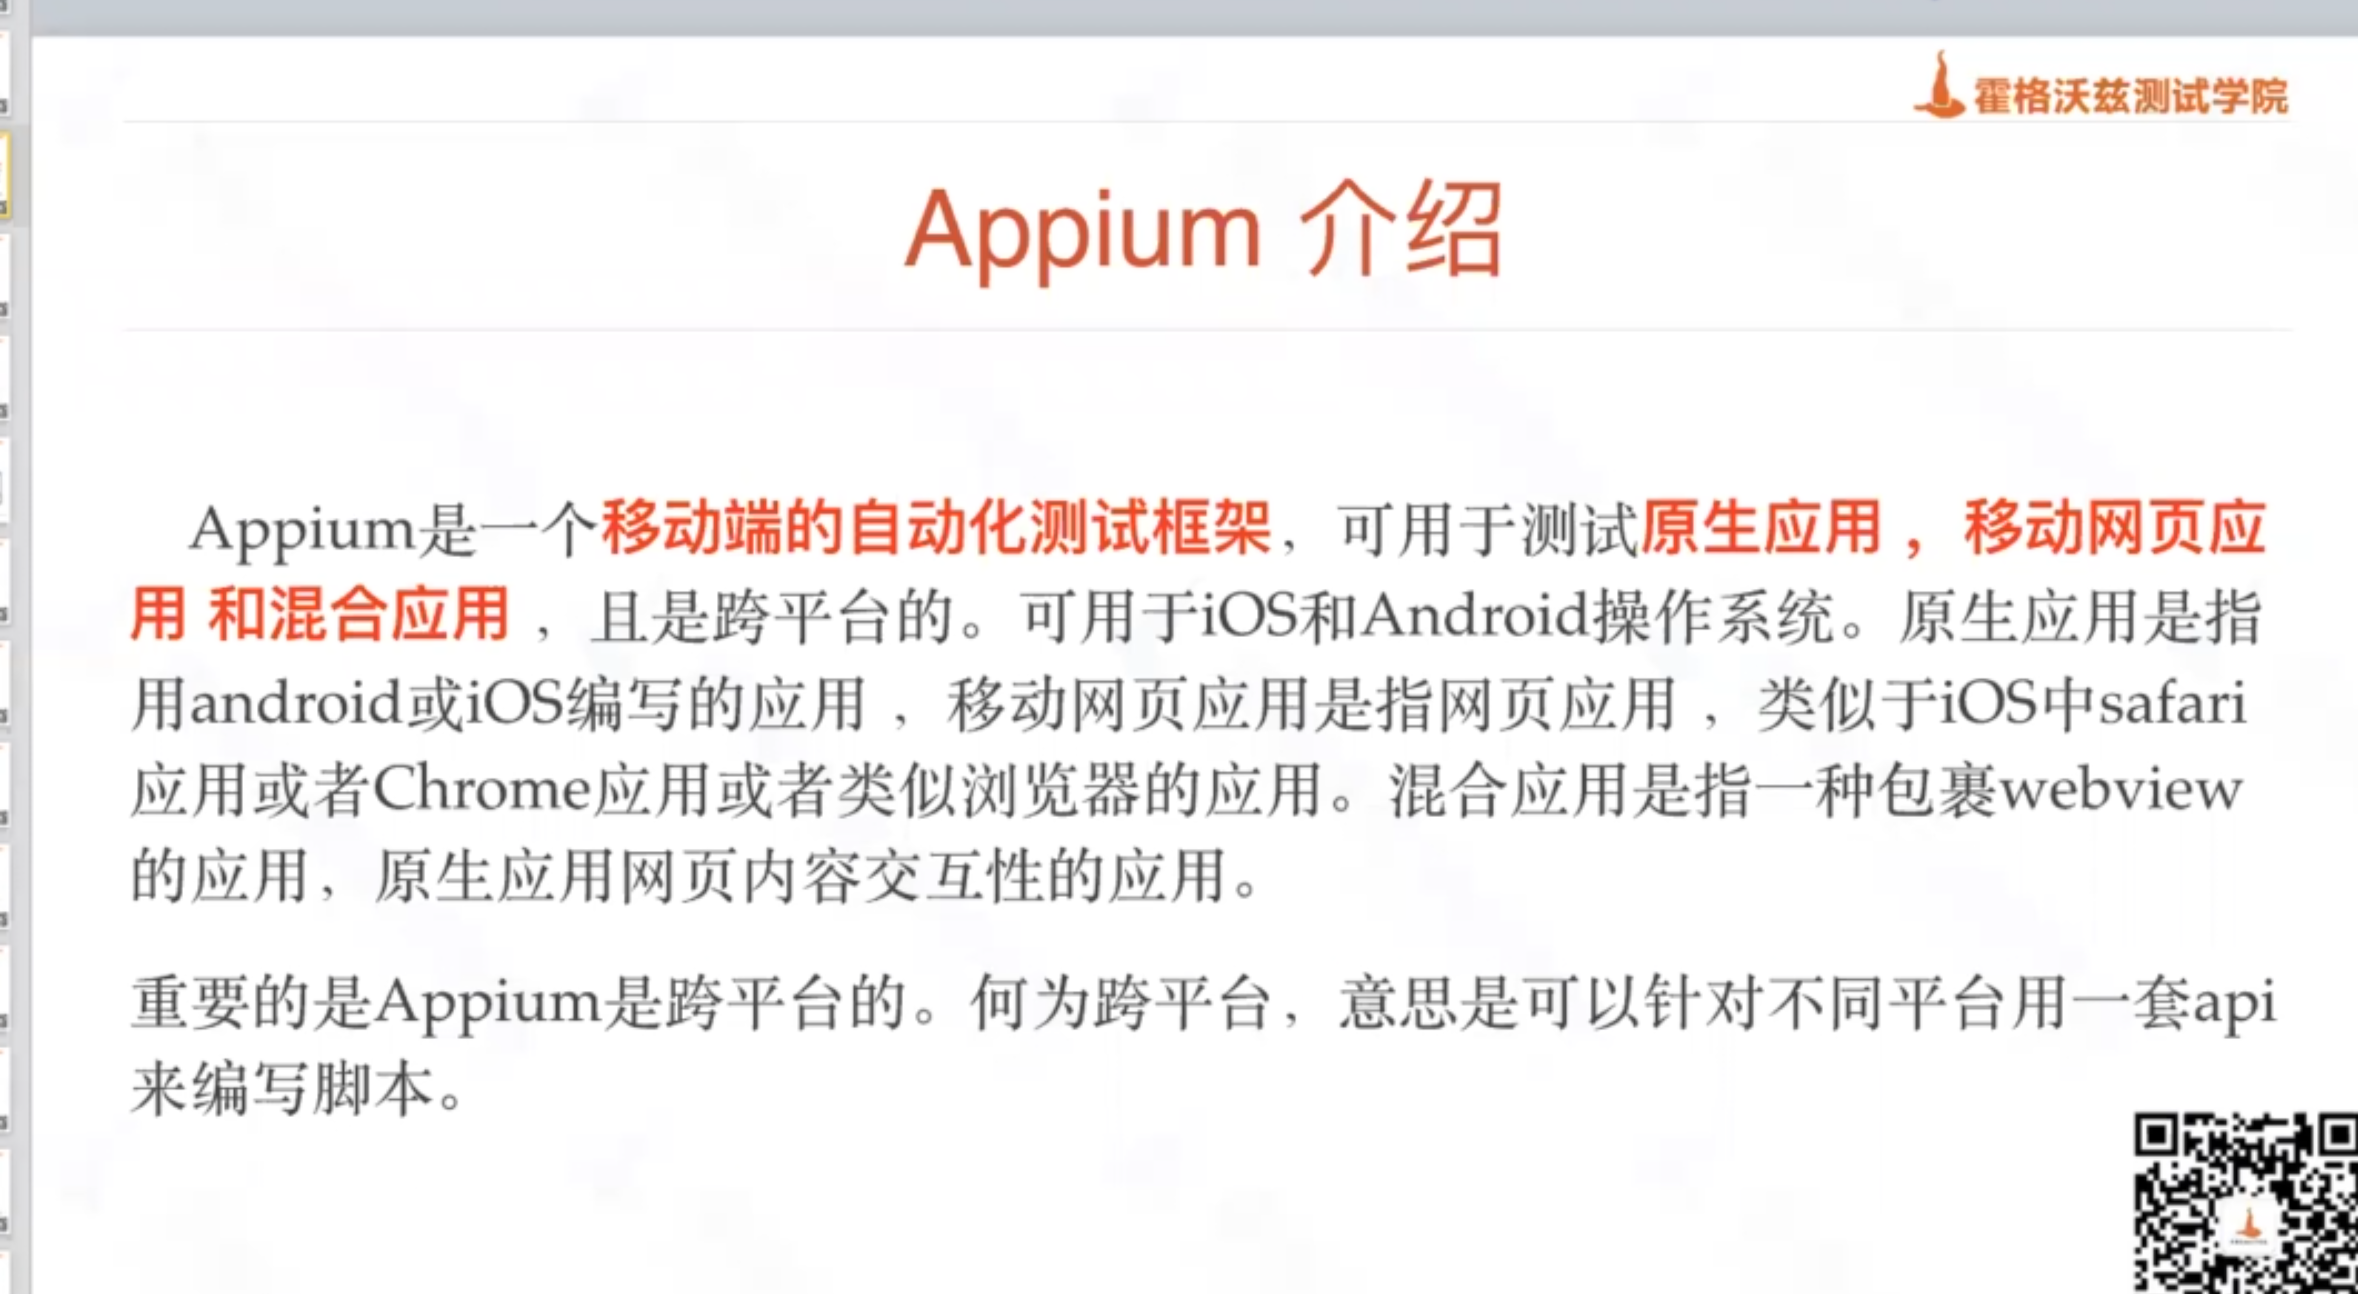 霍格沃兹测试学院
Appium 介绍
Appium是一个移动端的自动化测试框架，可用于测试原生应用，移动网页应
用 和混合应用，且是跨平台的。可用于iOS和Android操作系统。原生应用是指
用android或iOS编写的应用，移动网页应用是指网页应用，类似于iOS中safari
应用或者Chrome应用或者类似浏览器的应用。混合应用是指一种包裹webview
的应用，原生应用网页内容交互性的应用。
重要的是Appium是跨平台的。何为跨平台，意思是可以针对不同平台用一套api
来编写脚本。